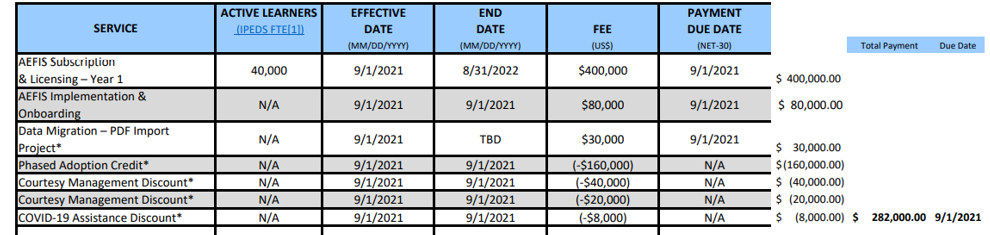 SERVICE ACTIVE LEARNERS (IPEDS FTE[1]) EFFECTIVE DATE (MM/DD/YYYY) END DATE (MM/DD/YYYY) FEE (US$) PAYMENT DUE DATE (NET-30) Total Payment Due Date
AEFIS Subscription
& Licensing – Year 1 40,000 9/1/2021 8/31/2022 $400,000 9/1/2021 $ 400,000.00
AEFIS Implementation &
Onboarding N/A 9/1/2021 9/1/2021 $80,000 9/1/2021 $ 80,000.00
Data Migration – PDF Import
Project* N/A 9/1/2021 TBD $30,000 9/1/2021 $ 30,000.00
Phased Adoption Credit* N/A 9/1/2021 9/1/2021 (-$160,000) N/A $(160,000.00)
Courtesy Management Discount* N/A 9/1/2021 9/1/2021 (-$40,000) N/A $ (40,000.00)
Courtesy Management Discount* N/A 9/1/2021 9/1/2021 (-$20,000) N/A $ (20,000.00)
COVID-19 Assistance Discount* N/A 9/1/2021 9/1/2021 (-$8,000) N/A $ (8,000.00) $ 282,000.00 9/1/2021